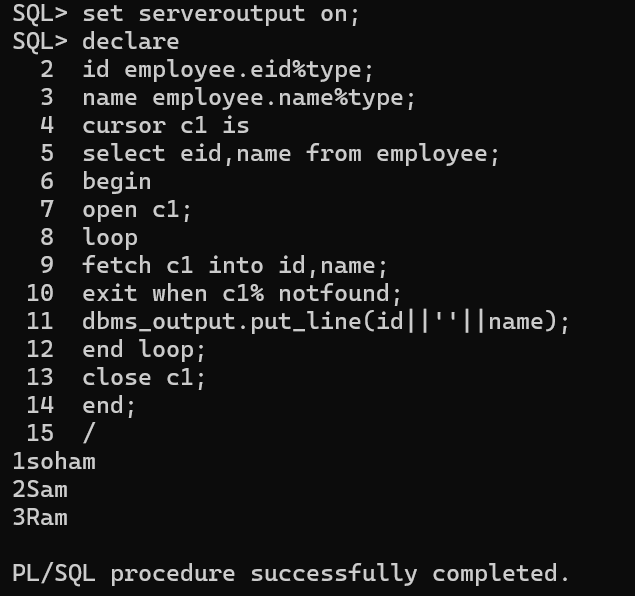 SQL> set serveroutput on;
SQL> declare
  2  id employee.eid%type;
  3  name employee.name%type;
  4  cursor c1 is
  5  select eid,name from employee;
  6  begin
  7  open c1;
  8  loop
  9  fetch c1 into id,name;
 10  exit when c1% notfound;
 11  dbms_output.put_line(id||''||name);
 12  end loop;
 13  close c1;
 14  end;
 15  /
1soham
2Sam
3Ram

PL/SQL procedure successfully completed.